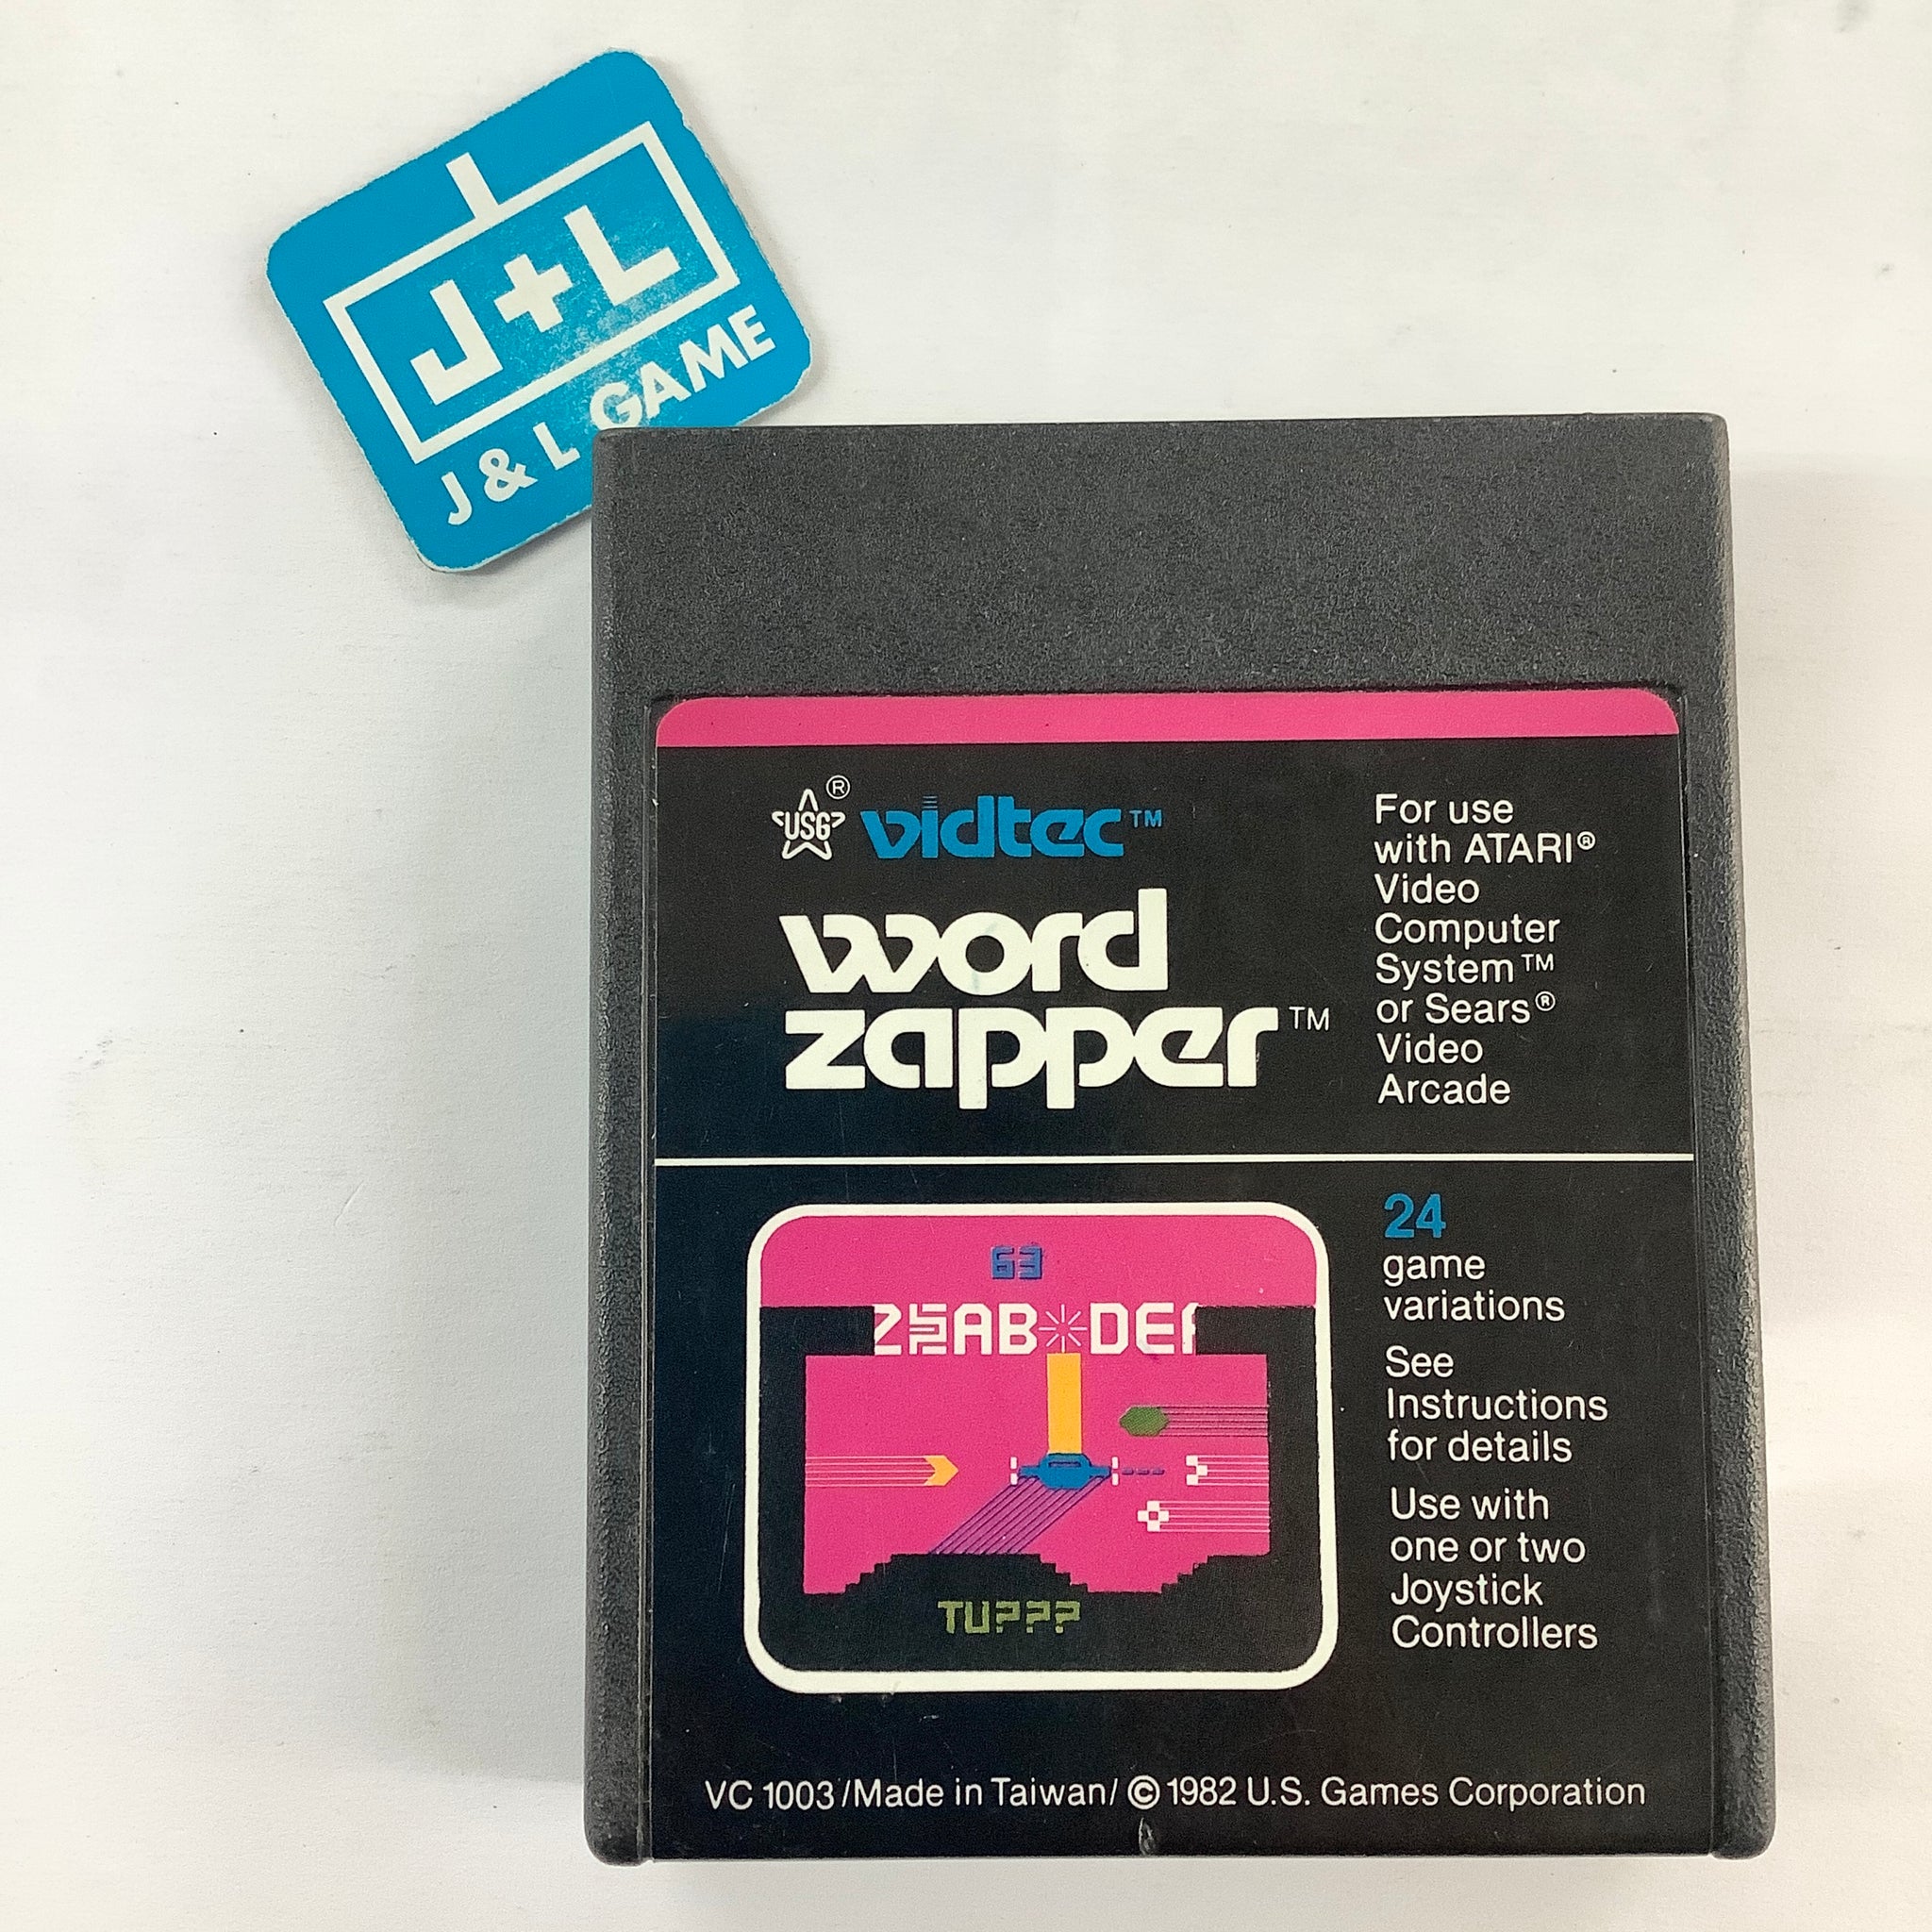 J+L
J & L GAME
USG® vidtec™
word
zapper™
For use
with ATARI®
Video
Computer
System™
or Sears®
Video
Arcade
63
AB DE
TU???
24
game
variations
See
Instructions
for details
Use with
one or two
Joystick
Controllers
VC 1003/Made in Taiwan/ © 1982 U.S. Games Corporation